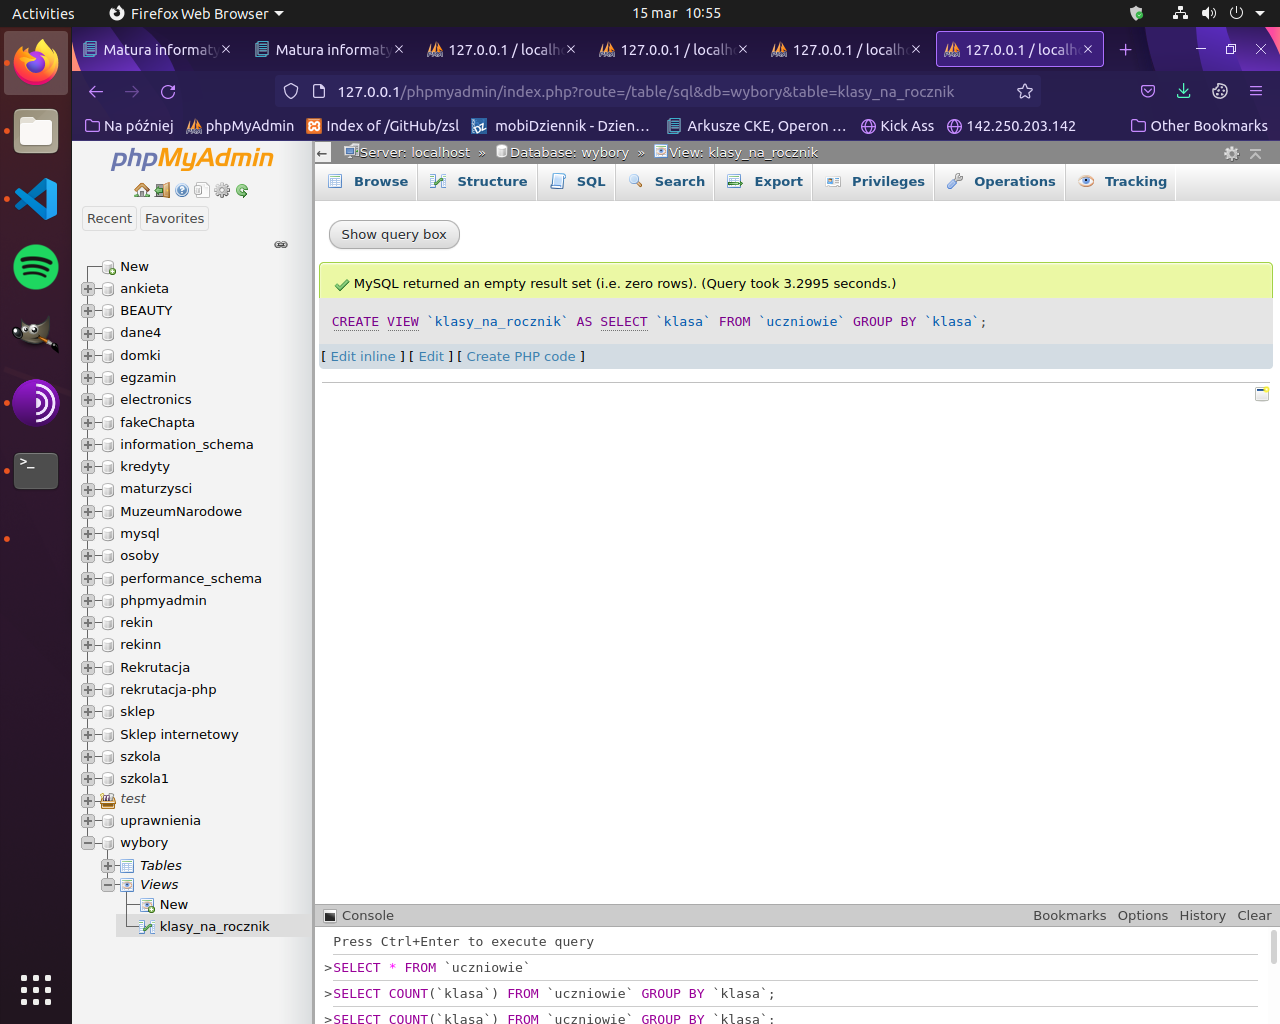 Activities
Firefox Web Browser
15 mar 10:55
Matura informaty
Matura informaty
127.0.0.1 / localh
127.0.0.1 / localh
127.0.0.1 / localh
127.0.0.1 / localh
127.0.0.1/phpmyadmin/index.php?route=/table/sql&db=wybory&table=klasy_na_rocznik
Na później
phpMyAdmin
Index of /GitHub/zsl
mobiDziennik - Dzien…
Arkusze CKE, Operon …
Kick Ass
142.250.203.142
Other Bookmarks
phpMyAdmin
Recent
Favorites
New
ankieta
BEAUTY
dane4
domki
egzamin
electronics
fakeChapta
information_schema
kredyty
maturzysci
MuzeumNarodowe
mysql
osoby
performance_schema
phpmyadmin
rekin
rekinn
Rekrutacja
rekrutacja-php
sklep
Sklep internetowy
szkola
szkola1
test
uprawnienia
wybory
Tables
Views
New
klasy_na_rocznik
Server: localhost » Database: wybory » View: klasy_na_rocznik
Browse
Structure
SQL
Search
Export
Privileges
Operations
Tracking
Show query box
MySQL returned an empty result set (i.e. zero rows). (Query took 3.2995 seconds.)
CREATE VIEW `klasy_na_rocznik` AS SELECT `klasa` FROM `uczniowie` GROUP BY `klasa`;
[ Edit inline ] [ Edit ] [ Create PHP code ]
Console
Bookmarks
Options
History
Clear
Press Ctrl+Enter to execute query
>SELECT * FROM `uczniowie`
>SELECT COUNT(`klasa`) FROM `uczniowie` GROUP BY `klasa`;
>SELECT COUNT(`klasa`) FROM `uczniowie` GROUP BY `klasa`;